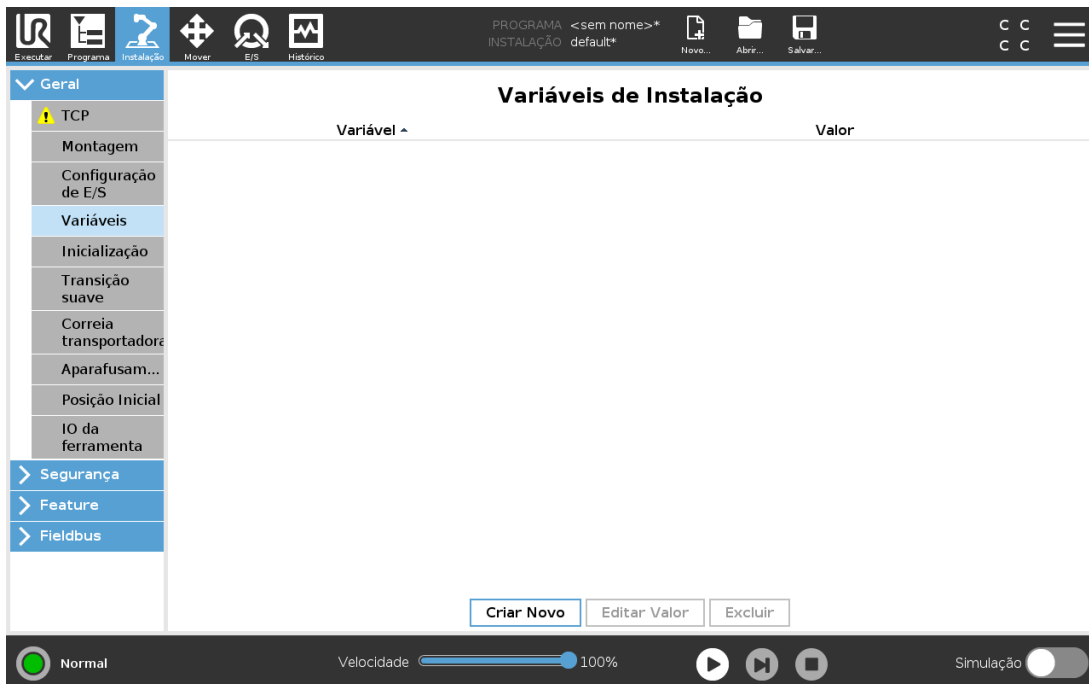 PROGRAMA <sem nome>*
INSTALAÇÃO default*
C C
C C
Executar Programa Instalação Mover E/S Histórico Novo... Abrir... Salvar...
Geral
TCP
Montagem
Configuração
de E/S
Variáveis
Inicialização
Transição
suave
Correia
transportadora
Aparafusam...
Posição Inicial
IO da
ferramenta
Segurança
Feature
Fieldbus
Variáveis de Instalação
Variável Valor
Criar Novo Editar Valor Excluir
Normal Velocidade 100% Simulação